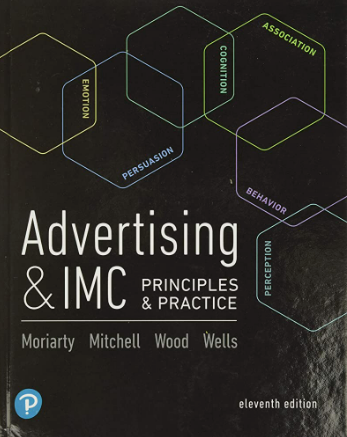 ASSOCIATION
COGNITION
EMOTION
PERSUASION
BEHAVIOR
PERCEPTION
Advertising
& IMC PRINCIPLES
& PRACTICE
Moriarty Mitchell Wood Wells
P
eleventh edition